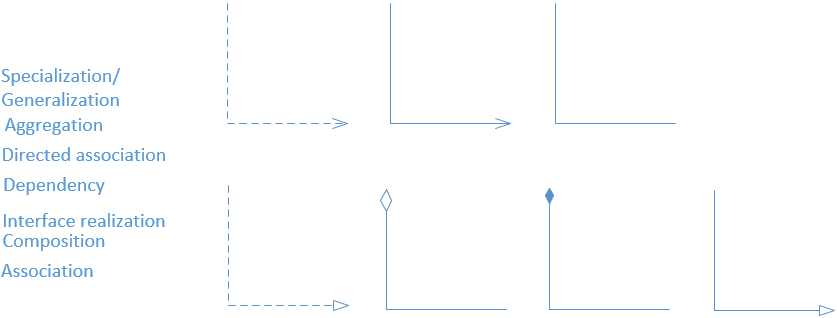 Specialization/
Generalization
Aggregation
Directed association
Dependency
Interface realization
Composition
Association